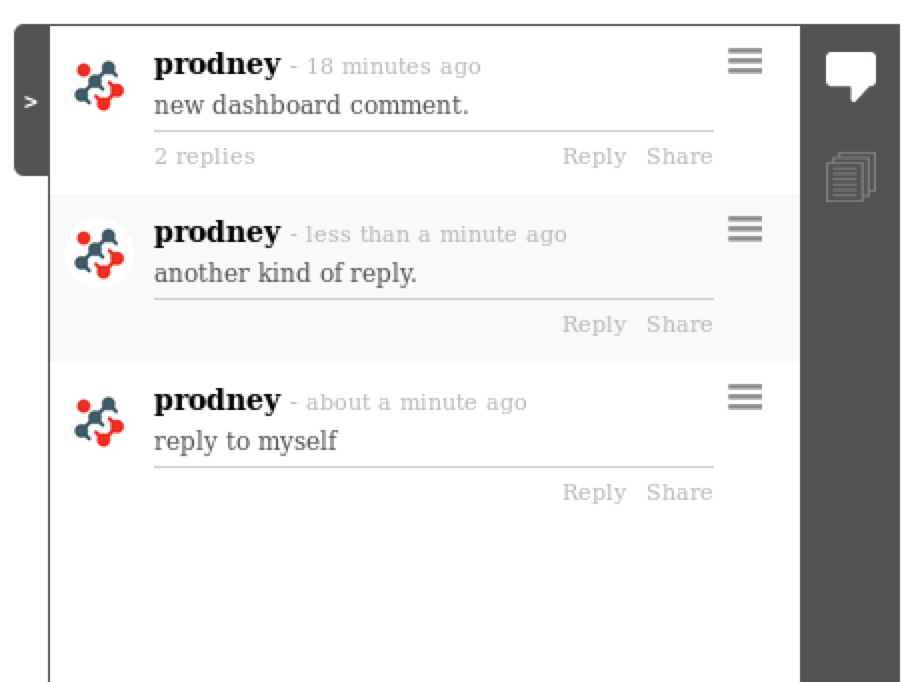 prodney - 18 minutes ago
>
new dashboard comment.
2 replies Reply Share
prodney - less than a minute ago
another kind of reply.
Reply Share
prodney - about a minute ago
reply to myself
Reply Share